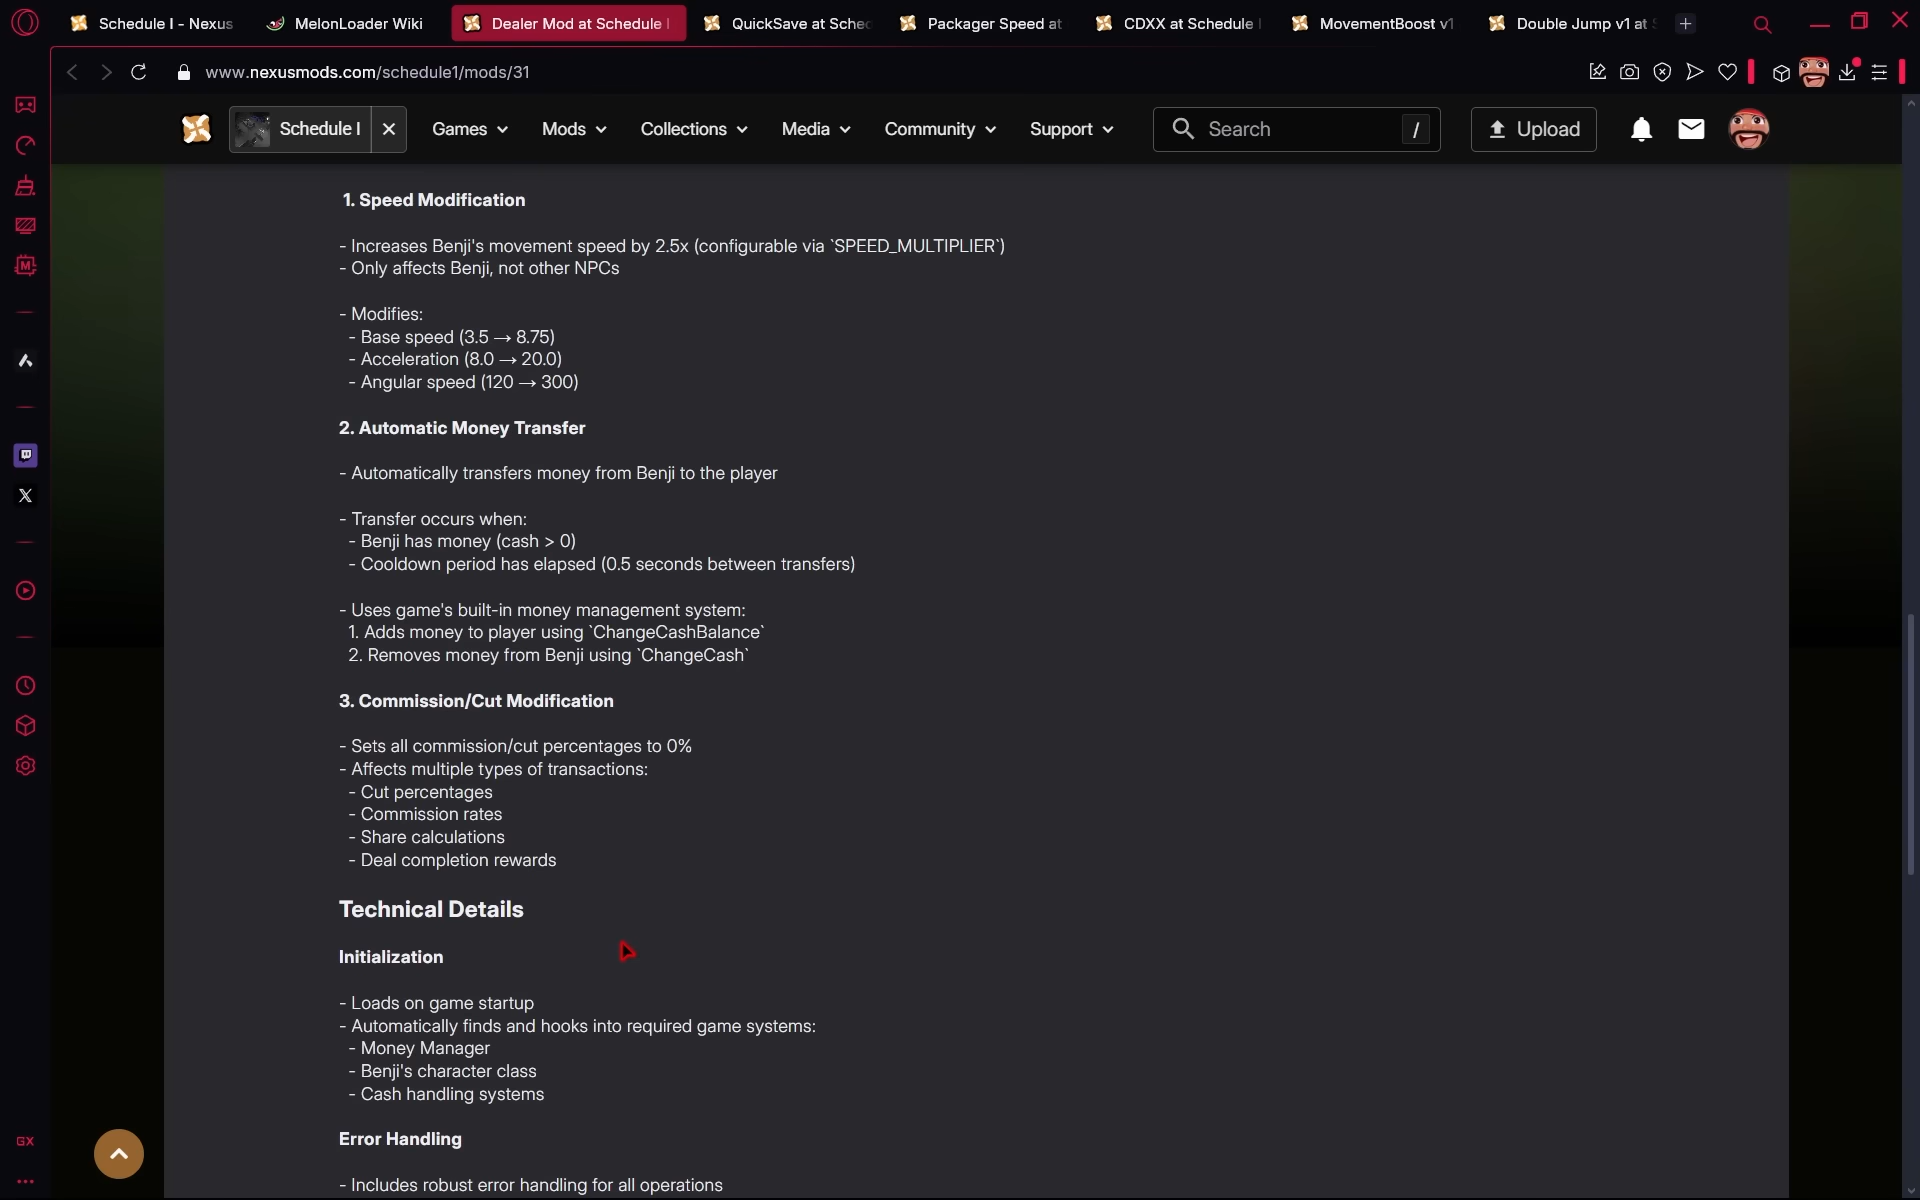 Schedule I - Nexus
MelonLoader Wiki
Dealer Mod at Schedule I
QuickSave at Sche
Packager Speed at
CDXX at Schedule I
MovementBoost v1
Double Jump v1 at
www.nexusmods.com/schedule1/mods/31
Schedule I
Games
Mods
Collections
Media
Community
Support
Search
/
Upload
1. Speed Modification
- Increases Benji's movement speed by 2.5x (configurable via `SPEED_MULTIPLIER`)
- Only affects Benji, not other NPCs
- Modifies:
- Base speed (3.5 → 8.75)
- Acceleration (8.0 → 20.0)
- Angular speed (120 → 300)
2. Automatic Money Transfer
- Automatically transfers money from Benji to the player
- Transfer occurs when:
- Benji has money (cash > 0)
- Cooldown period has elapsed (0.5 seconds between transfers)
- Uses game's built-in money management system:
1. Adds money to player using `ChangeCashBalance`
2. Removes money from Benji using `ChangeCash`
3. Commission/Cut Modification
- Sets all commission/cut percentages to 0%
- Affects multiple types of transactions:
- Cut percentages
- Commission rates
- Share calculations
- Deal completion rewards
Technical Details
Initialization
- Loads on game startup
- Automatically finds and hooks into required game systems:
- Money Manager
- Benji's character class
- Cash handling systems
Error Handling
- Includes robust error handling for all operations
GX